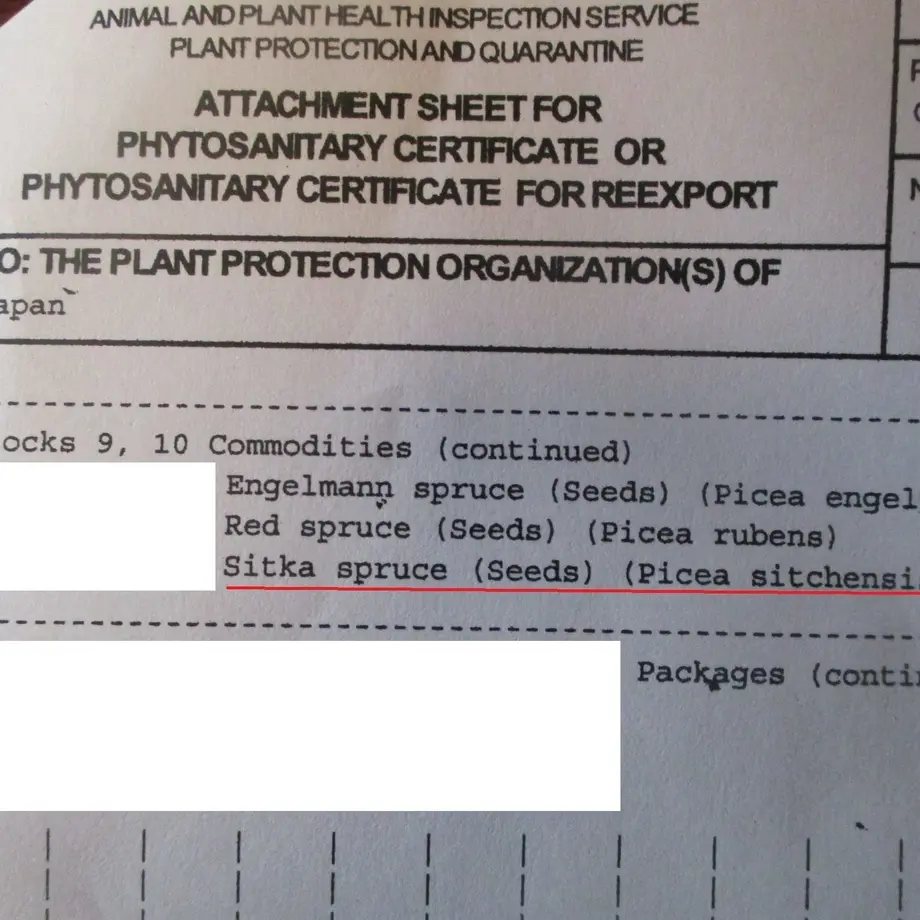 ANIMAL AND PLANT HEALTH INSPECTION SERVICE
PLANT PROTECTION AND QUARANTINE
ATTACHMENT SHEET FOR
PHYTOSANITARY CERTIFICATE OR
PHYTOSANITARY CERTIFICATE FOR REEXPORT
O: THE PLANT PROTECTION ORGANIZATION(S) OF
apan
ocks 9, 10 Commodities (continued)
Engelmann spruce (Seeds) (Picea engel
Red spruce (Seeds) (Picea rubens)
Sitka spruce (Seeds) (Picea sitchensi
Packages (contin